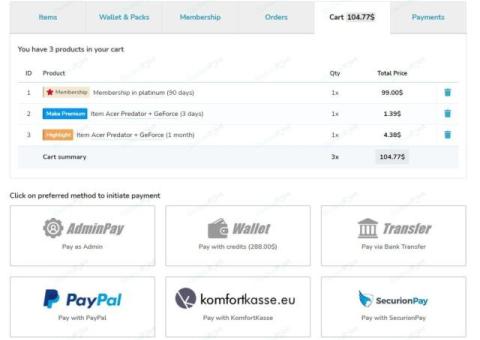 Items Wallet & Packs Membership Orders Cart 104.77$ Payments
You have 3 products in your cart
ID Product Qty Total Price
1 Membership Membership in platinum (90 days) 1x 99.00$
2 Make Premium Item Acer Predator + GeForce (3 days) 1x 1.39$
3 Highlight Item Acer Predator + GeForce (1 month) 1x 4.38$
Cart summary 3x 104.77$
Click on preferred method to initiate payment
AdminPay Wallet Transfer
Pay as Admin Pay with credits (288.00$) Pay via Bank Transfer
PayPal komfortkasse.eu SecurionPay
Pay with PayPal Pay with KomfortKasse Pay with SecurionPay